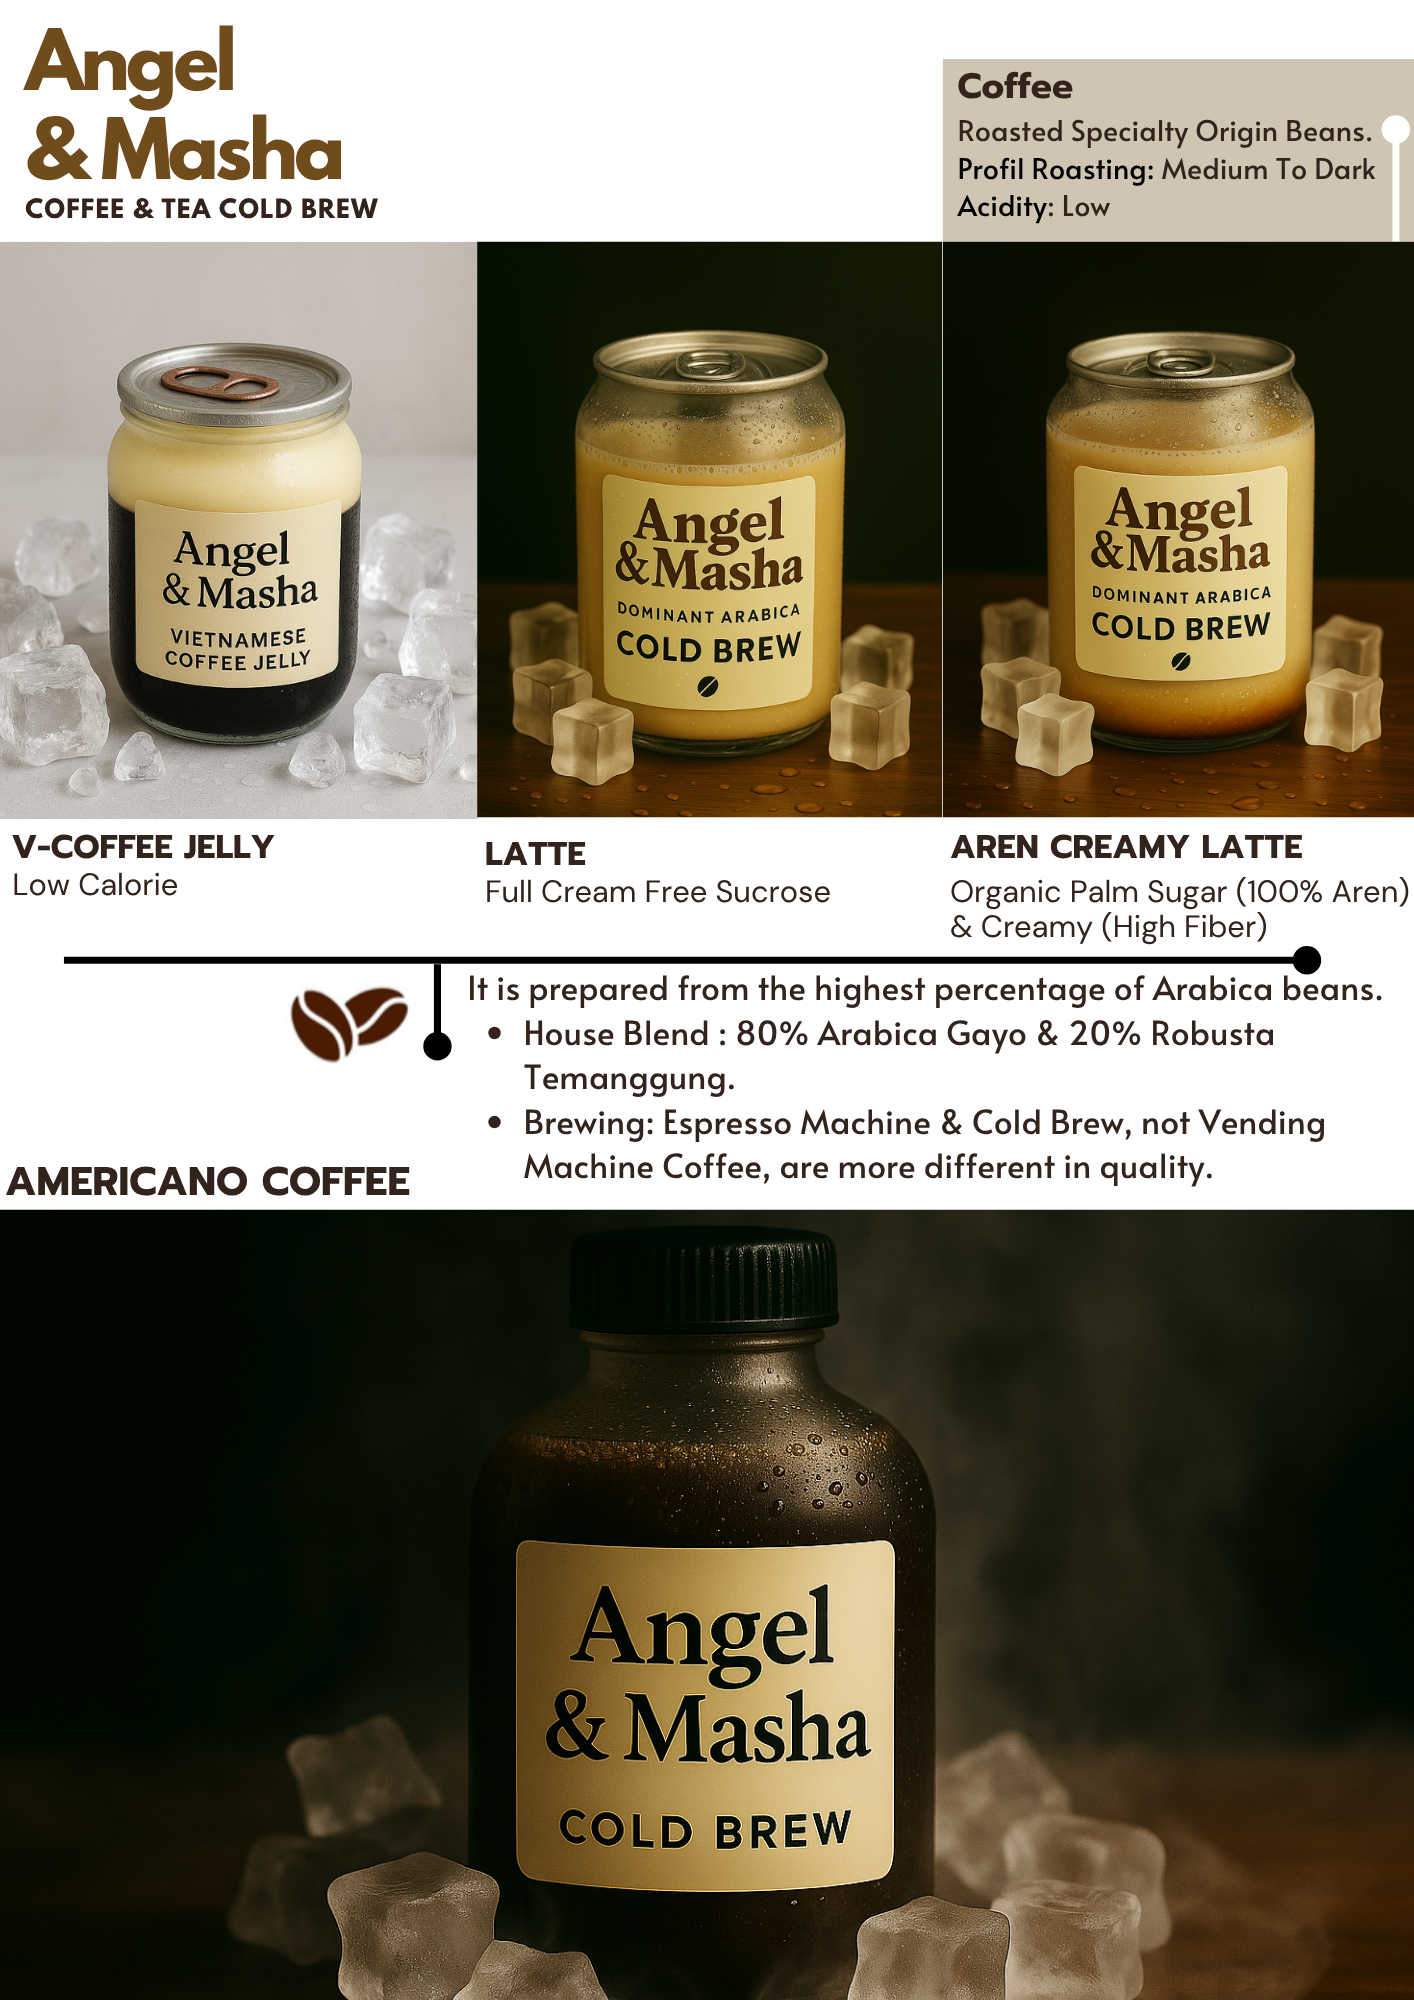 Angel
& Masha
COFFEE & TEA COLD BREW
Coffee
Roasted Specialty Origin Beans.
Profil Roasting: Medium To Dark
Acidity: Low
Angel
& Masha
VIETNAMESE
COFFEE JELLY
Angel
&Masha
DOMINANT ARABICA
COLD BREW
Angel
&Masha
DOMINANT ARABICA
COLD BREW
V-COFFEE JELLY
Low Calorie
LATTE
Full Cream Free Sucrose
AREN CREAMY LATTE
Organic Palm Sugar (100% Aren)
& Creamy (High Fiber)
It is prepared from the highest percentage of Arabica beans.
• House Blend : 80% Arabica Gayo & 20% Robusta
Temanggung.
• Brewing: Espresso Machine & Cold Brew, not Vending
Machine Coffee, are more different in quality.
AMERICANO COFFEE
Angel
& Masha
COLD BREW